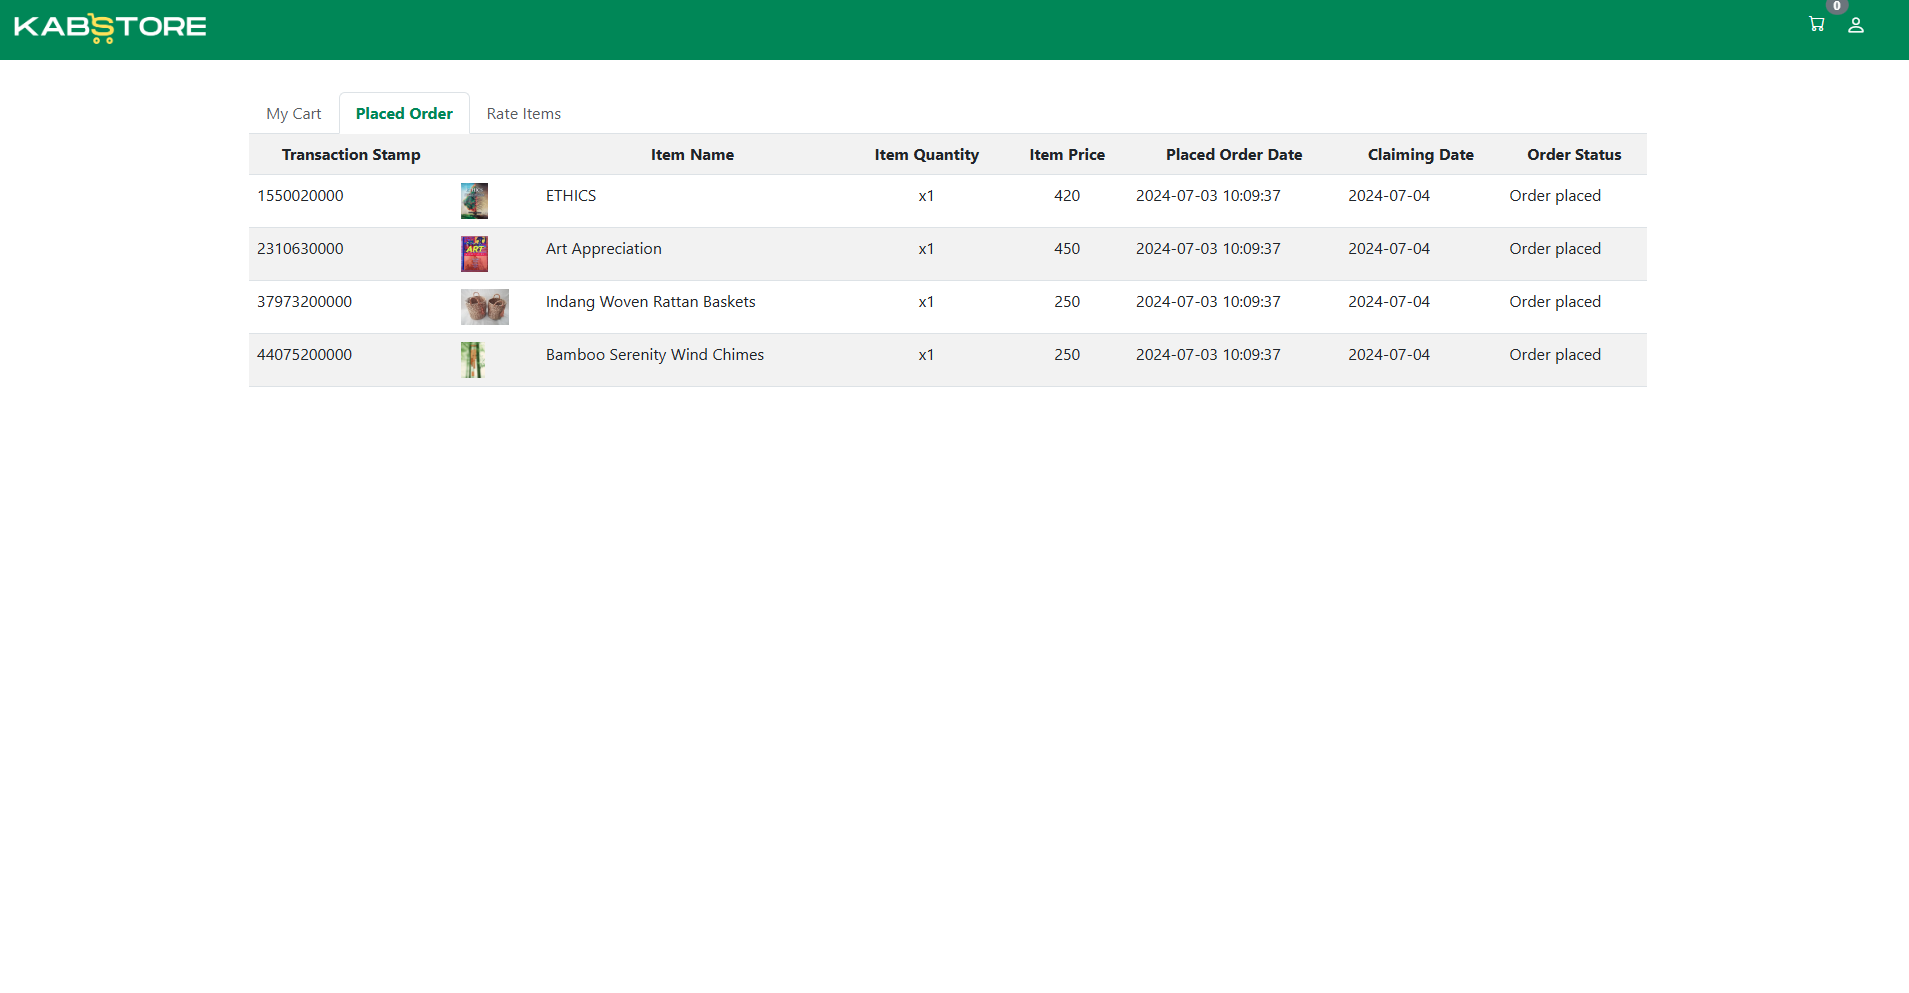 KABSTORE
0
My Cart Placed Order Rate Items
Transaction Stamp Item Name Item Quantity Item Price Placed Order Date Claiming Date Order Status
1550020000 ETHICS x1 420 2024-07-03 10:09:37 2024-07-04 Order placed
2310630000 ART Art Appreciation x1 450 2024-07-03 10:09:37 2024-07-04 Order placed
37973200000 Indang Woven Rattan Baskets x1 250 2024-07-03 10:09:37 2024-07-04 Order placed
44075200000 Bamboo Serenity Wind Chimes x1 250 2024-07-03 10:09:37 2024-07-04 Order placed